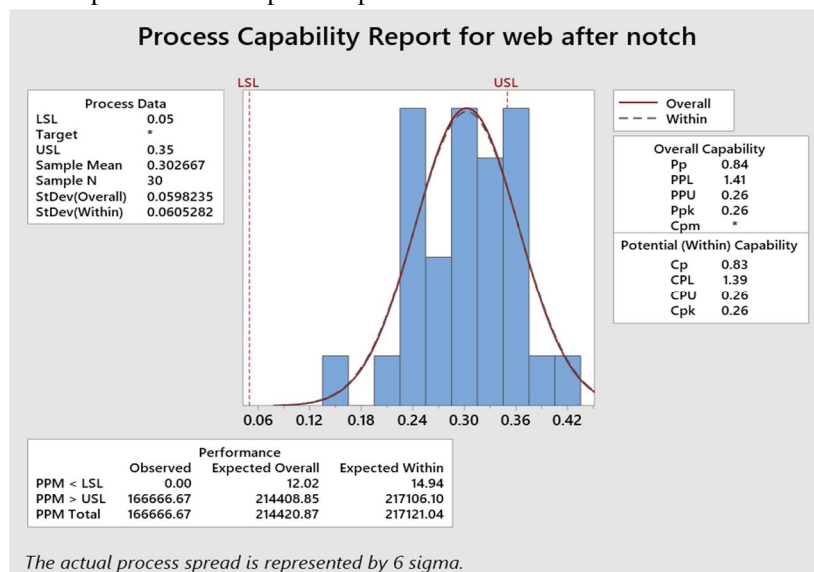 Process Capability Report for web after notch
LSL
USL
Process Data
LSL 0.05
Target *
USL 0.35
Sample Mean 0.302667
Sample N 30
StDev(Overall) 0.0598235
StDev(Within) 0.0605282
Overall
Within
Overall Capability
Pp 0.84
PPL 1.41
PPU 0.26
Ppk 0.26
Cpm *
Potential (Within) Capability
Cp 0.83
CPL 1.39
CPU 0.26
Cpk 0.26
0.06 0.12 0.18 0.24 0.30 0.36 0.42
Performance
Observed Expected Overall Expected Within
PPM < LSL 0.00 12.02 14.94
PPM > USL 166666.67 214408.85 217106.10
PPM Total 166666.67 214420.87 217121.04
The actual process spread is represented by 6 sigma.